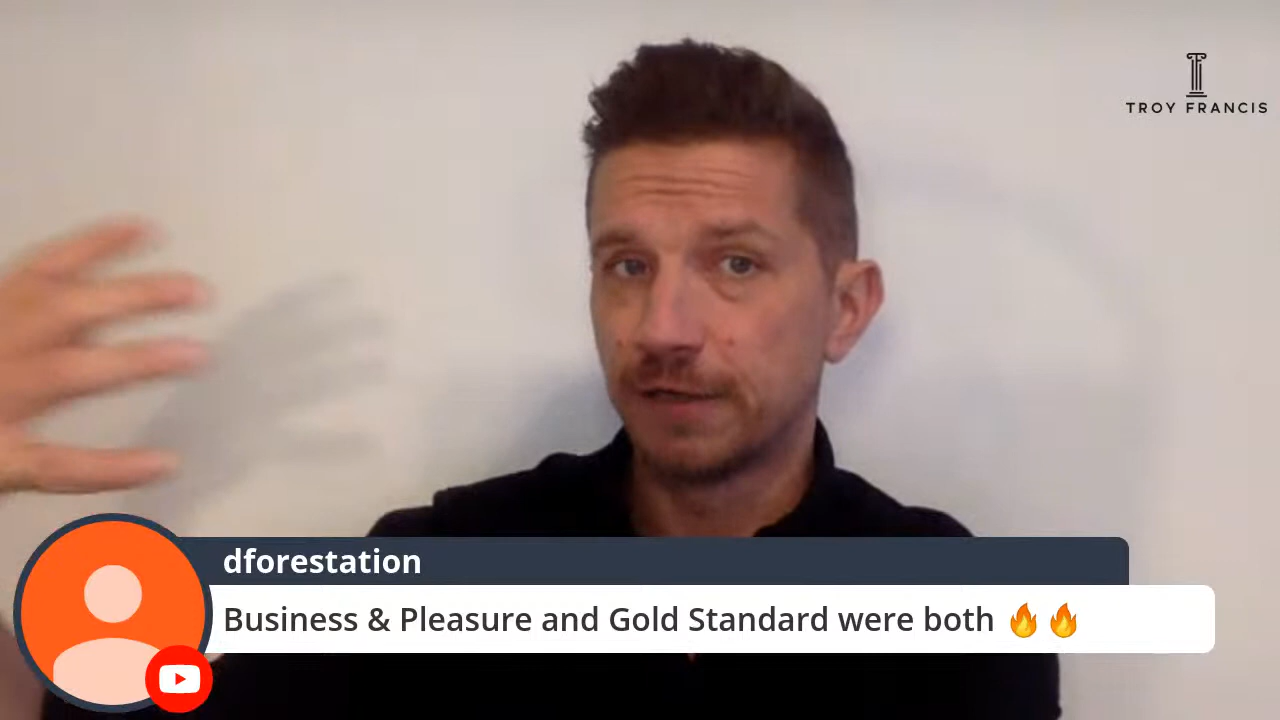 TROY FRANCIS
dforestation
Business & Pleasure and Gold Standard were both 🔥🔥